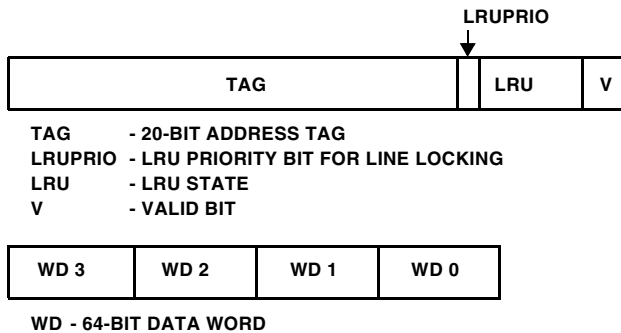 LRUPRIO
TAG LRU V
TAG - 20-BIT ADDRESS TAG
LRUPRIO - LRU PRIORITY BIT FOR LINE LOCKING
LRU - LRU STATE
V - VALID BIT
WD 3 WD 2 WD 1 WD 0
WD - 64-BIT DATA WORD